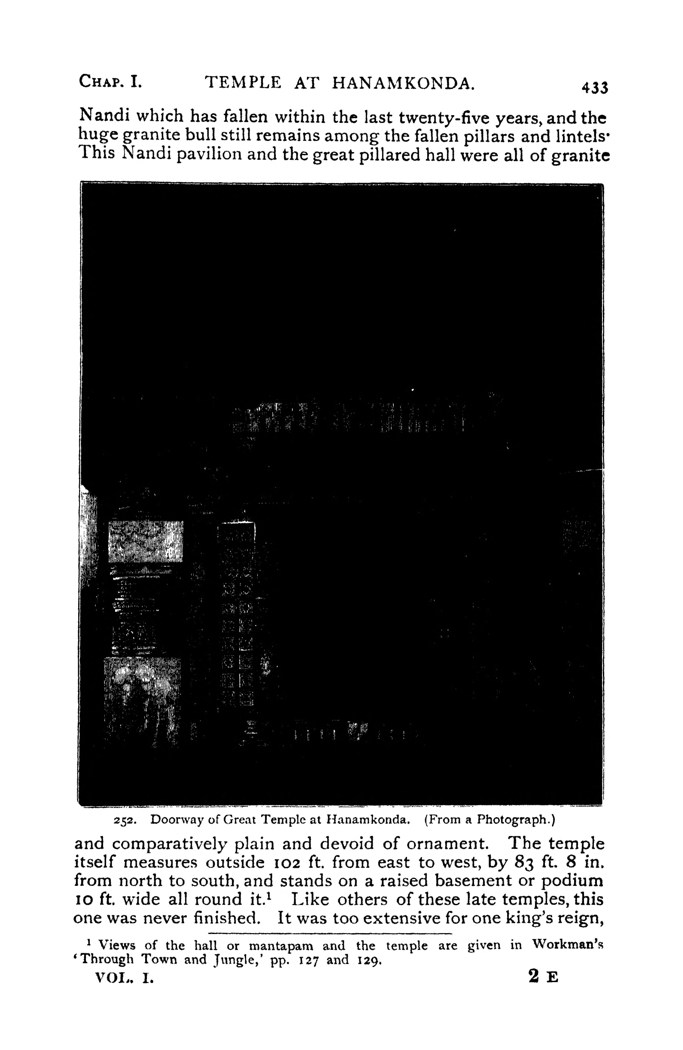 CHAP. I. TEMPLE AT HANAMKONDA. 433
Nandi which has fallen within the last twenty-five years, and the
huge granite bull still remains among the fallen pillars and lintels·
This Nandi pavilion and the great pillared hall were all of granite
252. Doorway of Great Temple at Hanamkonda. (From a Photograph.)
and comparatively plain and devoid of ornament. The temple
itself measures outside 102 ft. from east to west, by 83 ft. 8 in.
from north to south, and stands on a raised basement or podium
10 ft. wide all round it.¹ Like others of these late temples, this
one was never finished. It was too extensive for one king's reign,
¹ Views of the hall or mantapam and the temple are given in Workman's
'Through Town and Jungle,' pp. 127 and 129.
VOL. I. 2 E